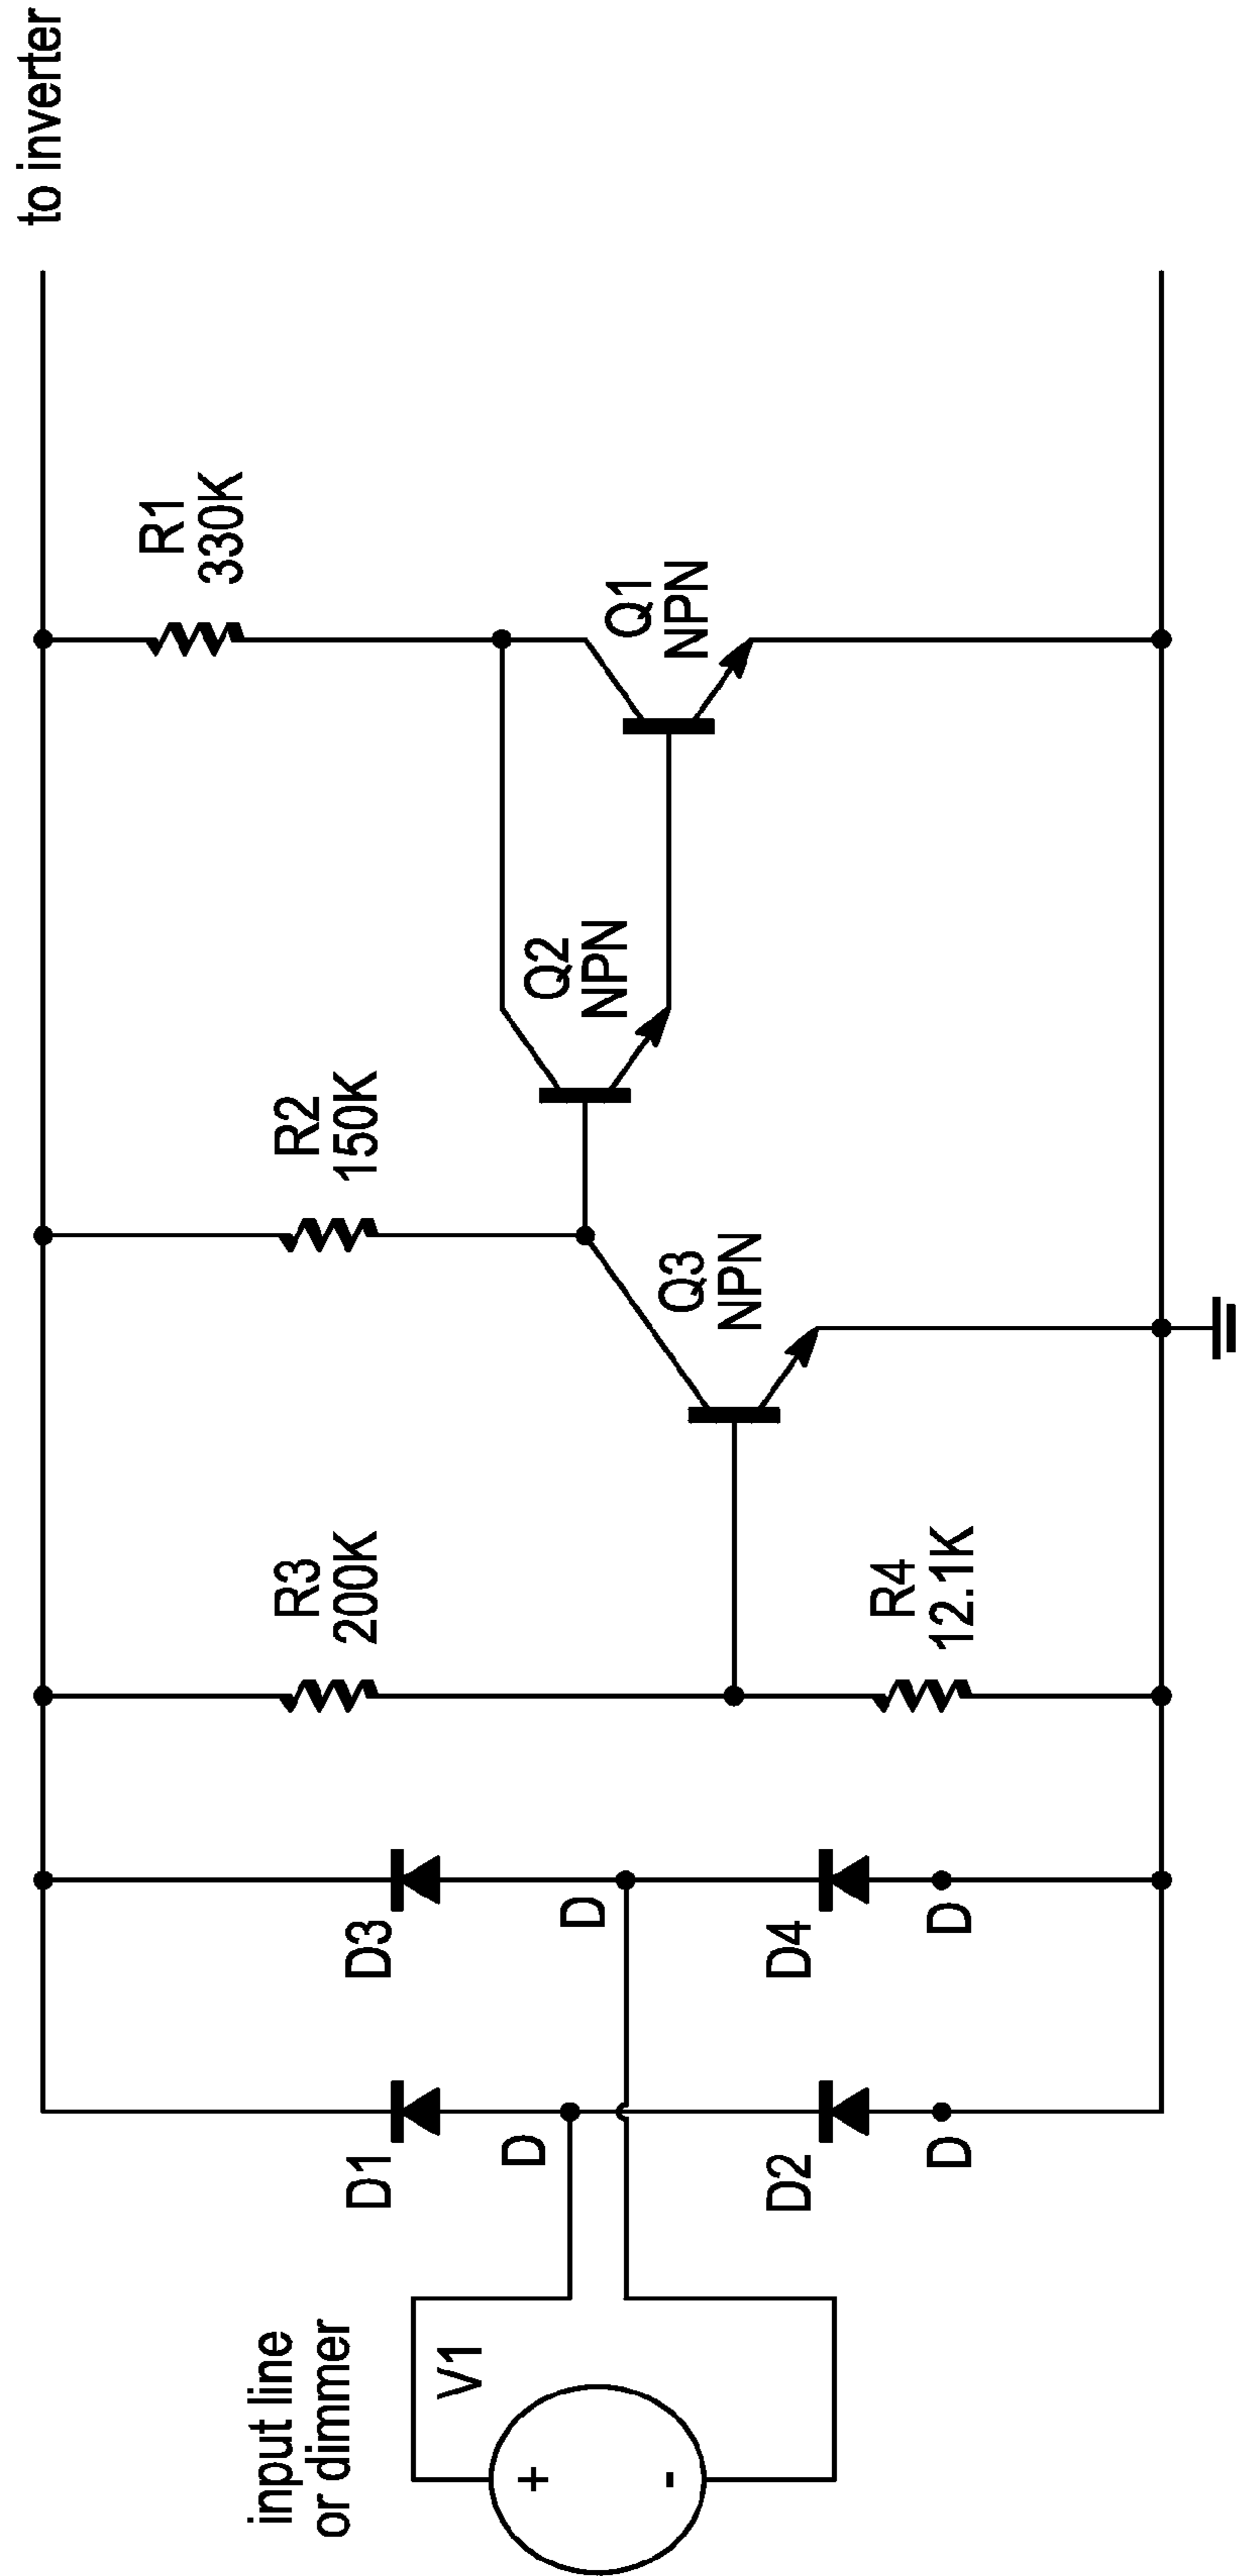 input line
or dimmer
V1
+
-
D1
D
D2
D
D3
D
D4
D
R3
200K
R4
12.1K
Q3
NPN
R2
150K
Q2
NPN
Q1
NPN
R1
330K
to inverter